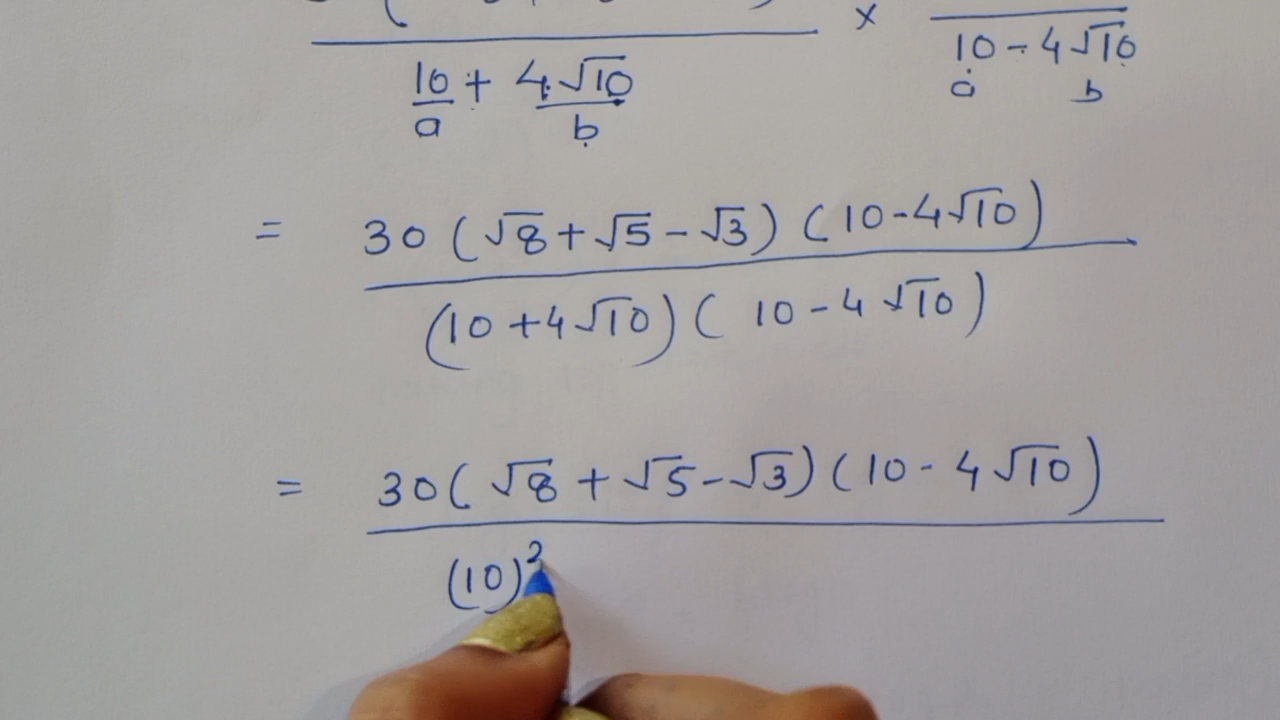 ×
10 + 4√10
10 - 4√10
a b
a b
= 30 (√8 + √5 - √3) (10 - 4√10)
(10 + 4√10) ( 10 - 4√10 )
= 30 ( √8 + √5 - √3) (10 - 4√10)
(10)²